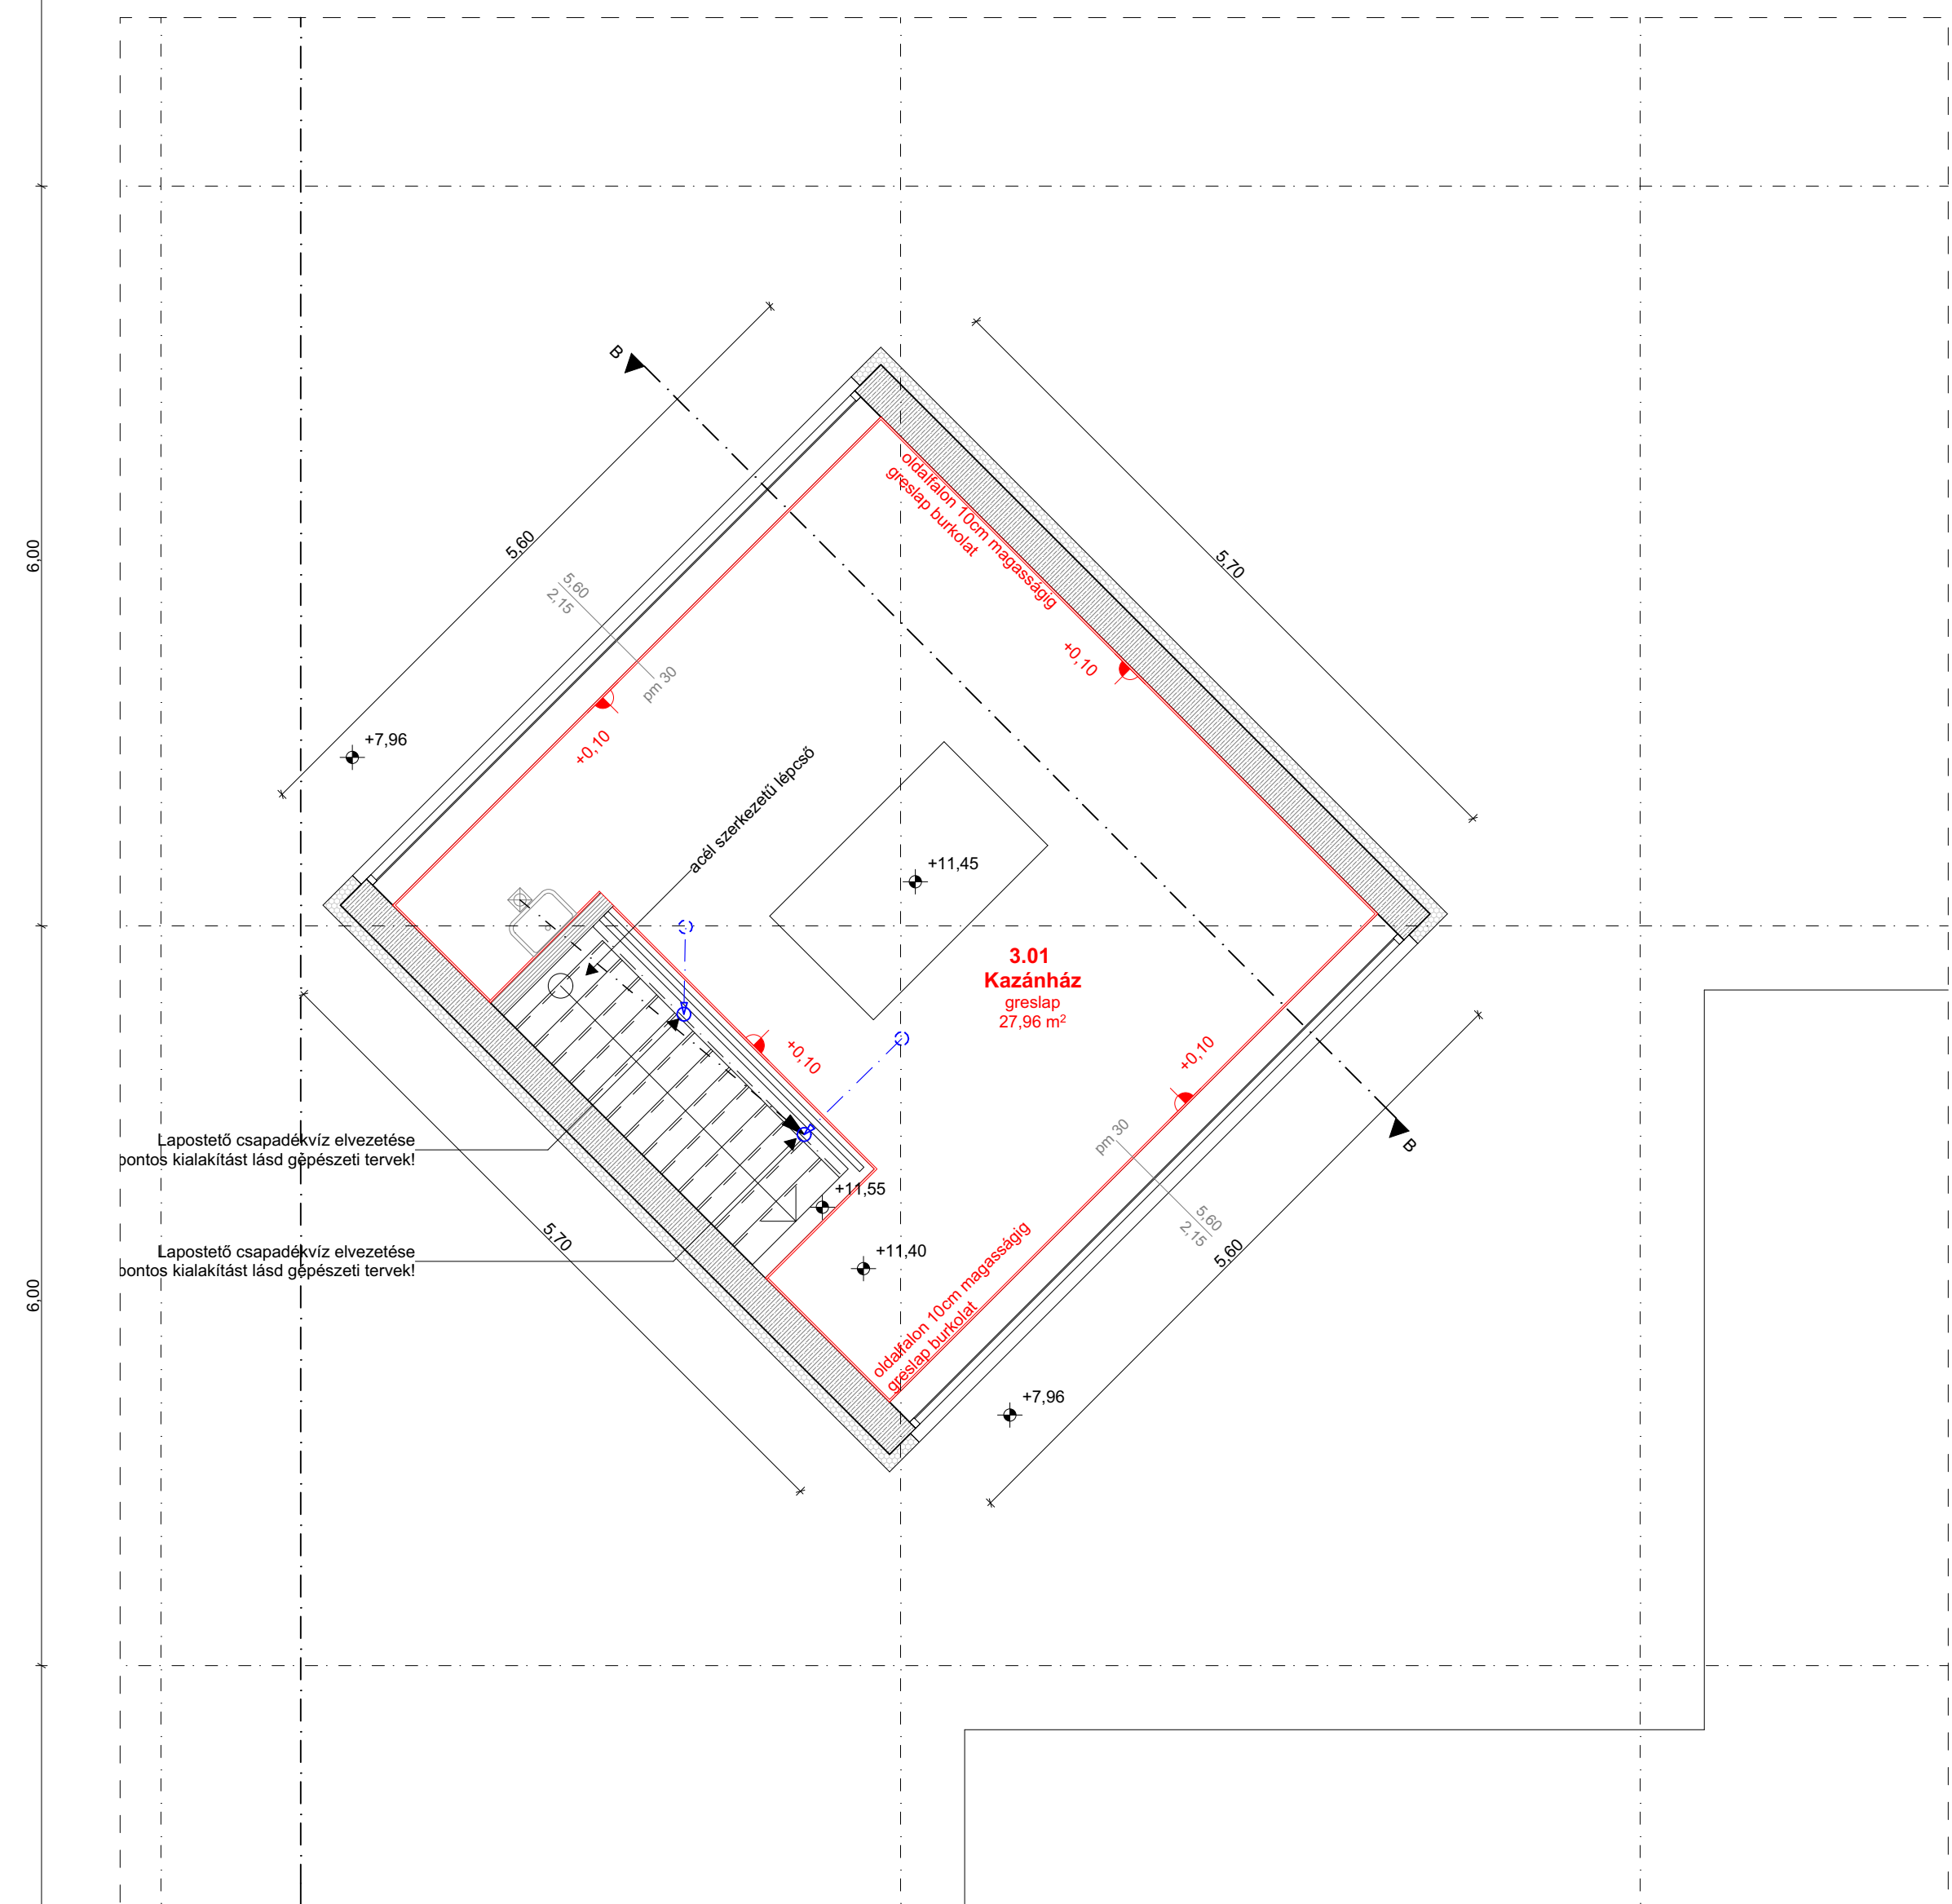 B
5,60
5,70
6,00
oldalfalon 10cm magasságig
greslap burkolat
5,60
2,15
pm 30
+0,10
+0,10
+7,96
acél szerkezetű lépcső
+11,45
3.01
Kazánház
greslap
27,96 m²
+0,10
+0,10
pm 30
B
Lapostető csapadékvíz elvezetése
pontos kialakítást lásd gépészeti tervek!
+11,55
5,60
2,15
5,70
+11,40
5,60
Lapostető csapadékvíz elvezetése
pontos kialakítást lásd gépészeti tervek!
6,00
oldalfalon 10cm magasságig
greslap burkolat
+7,96